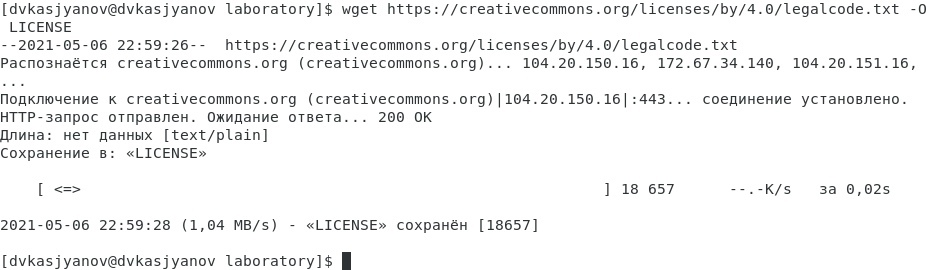 [dvkasjyanov@dvkasjyanov laboratory]$ wget https://creativecommons.org/licenses/by/4.0/legalcode.txt -O
 LICENSE
--2021-05-06 22:59:26--  https://creativecommons.org/licenses/by/4.0/legalcode.txt
Распознаётся creativecommons.org (creativecommons.org)... 104.20.150.16, 172.67.34.140, 104.20.151.16,
...
Подключение к creativecommons.org (creativecommons.org)|104.20.150.16|:443... соединение установлено.
HTTP-запрос отправлен. Ожидание ответа... 200 OK
Длина: нет данных [text/plain]
Сохранение в: «LICENSE»
    [ <=>                                                          ] 18 657      --.-K/s   за 0,02s
2021-05-06 22:59:28 (1,04 MB/s) - «LICENSE» сохранён [18657]
[dvkasjyanov@dvkasjyanov laboratory]$